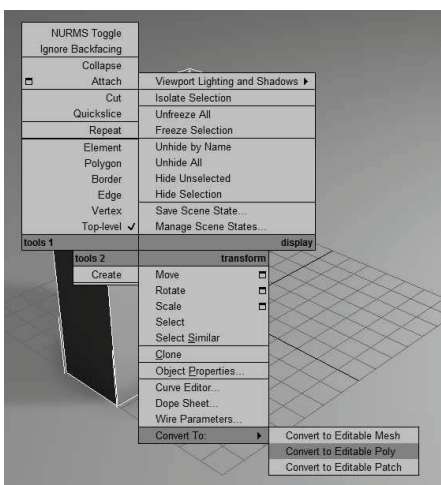 NURMS Toggle
Ignore Backfacing
Collapse
Attach
Cut
Quickslice
Repeat
Element
Polygon
Border
Edge
Vertex
Top-level
tools 1
Viewport Lighting and Shadows
Isolate Selection
Unfreeze All
Freeze Selection
Unhide by Name
Unhide All
Hide Unselected
Hide Selection
Save Scene State...
Manage Scene States...
display
tools 2
Create
transform
Move
Rotate
Scale
Select
Select Similar
Clone
Object Properties...
Curve Editor...
Dope Sheet...
Wire Parameters...
Convert To:
Convert to Editable Mesh
Convert to Editable Poly
Convert to Editable Patch